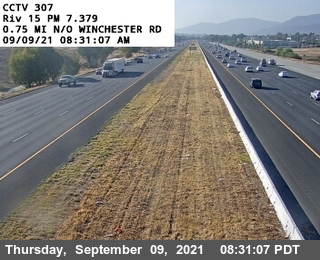 CCTV 307
Riv 15 PM 7.379
0.75 MI N/O WINCHESTER RD
09/09/21 08:31:07 AM
Thursday, September 09, 2021 08:31:07 PDT